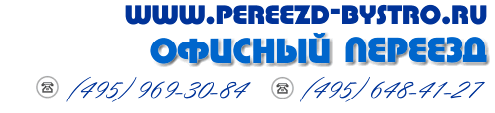 WWW.PEREEZD-BYSTRO.RU
ОФИСНЫЙ ПЕРЕЕЗД
(495) 969-30-84 (495) 648-41-27